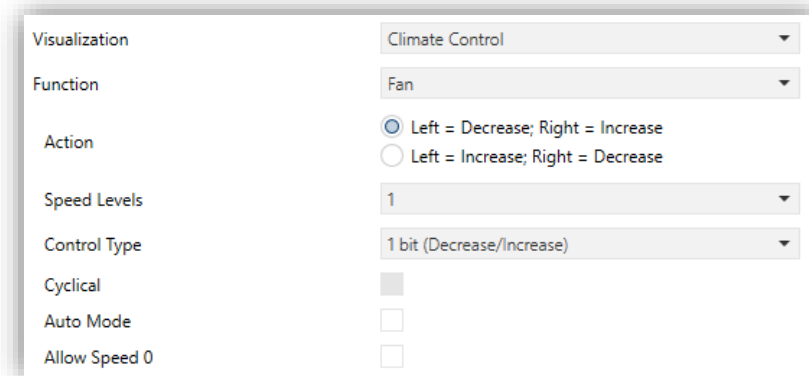 Visualization
Climate Control
Function
Fan
Action
Left = Decrease; Right = Increase
Left = Increase; Right = Decrease
Speed Levels
1
Control Type
1 bit (Decrease/Increase)
Cyclical
Auto Mode
Allow Speed 0